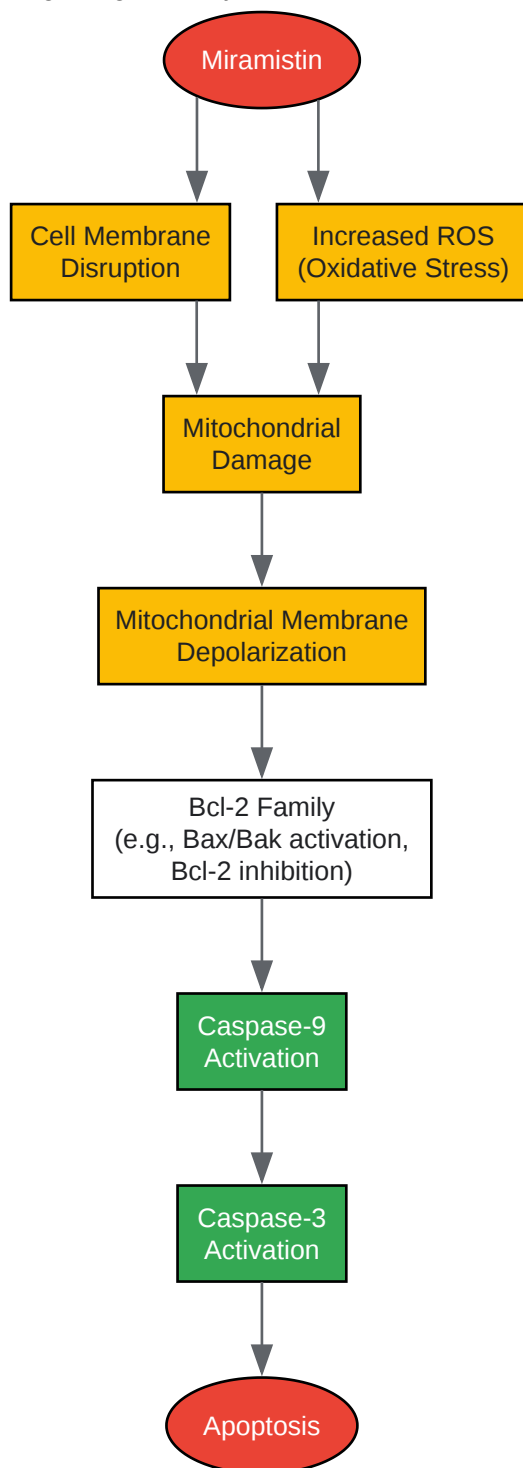 Miramistin
Cell Membrane
Disruption
Increased ROS
(Oxidative Stress)
Mitochondrial
Damage
Mitochondrial Membrane
Depolarization
Bcl-2 Family
(e.g., Bax/Bak activation,
Bcl-2 inhibition)
Caspase-9
Activation
Caspase-3
Activation
Apoptosis